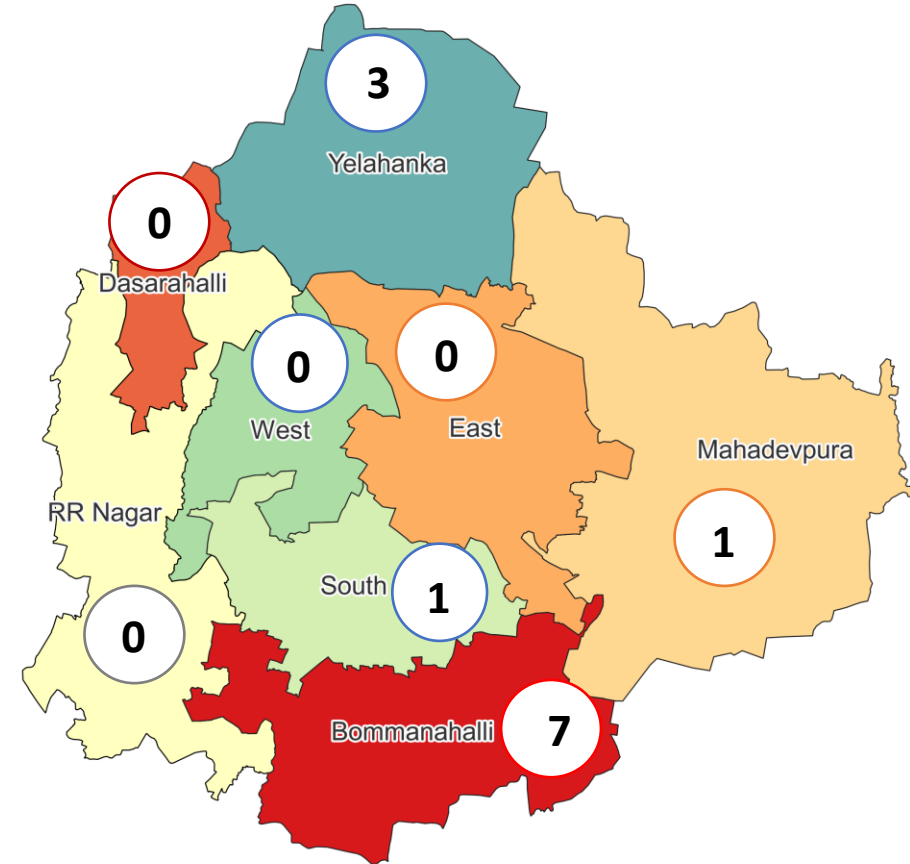 3
Yelahanka
0
Dasarahalli
0
West
0
East
Mahadevpura
1
RR Nagar
0
South
1
Bommanahalli
7